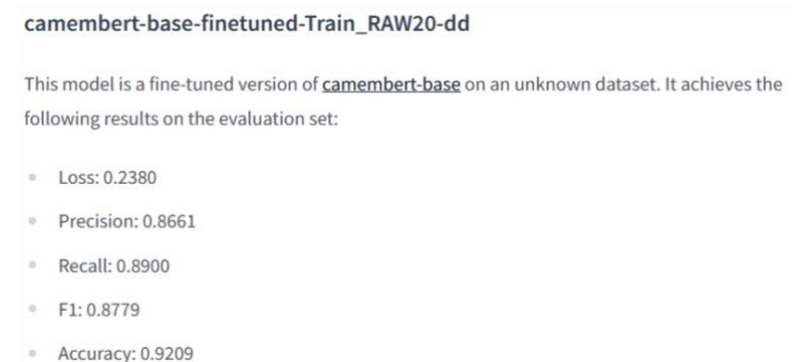 camembert-base-finetuned-Train_RAW20-dd
This model is a fine-tuned version of camembert-base on an unknown dataset. It achieves the
following results on the evaluation set:
Loss: 0.2380
Precision: 0.8661
Recall: 0.8900
F1: 0.8779
Accuracy: 0.9209